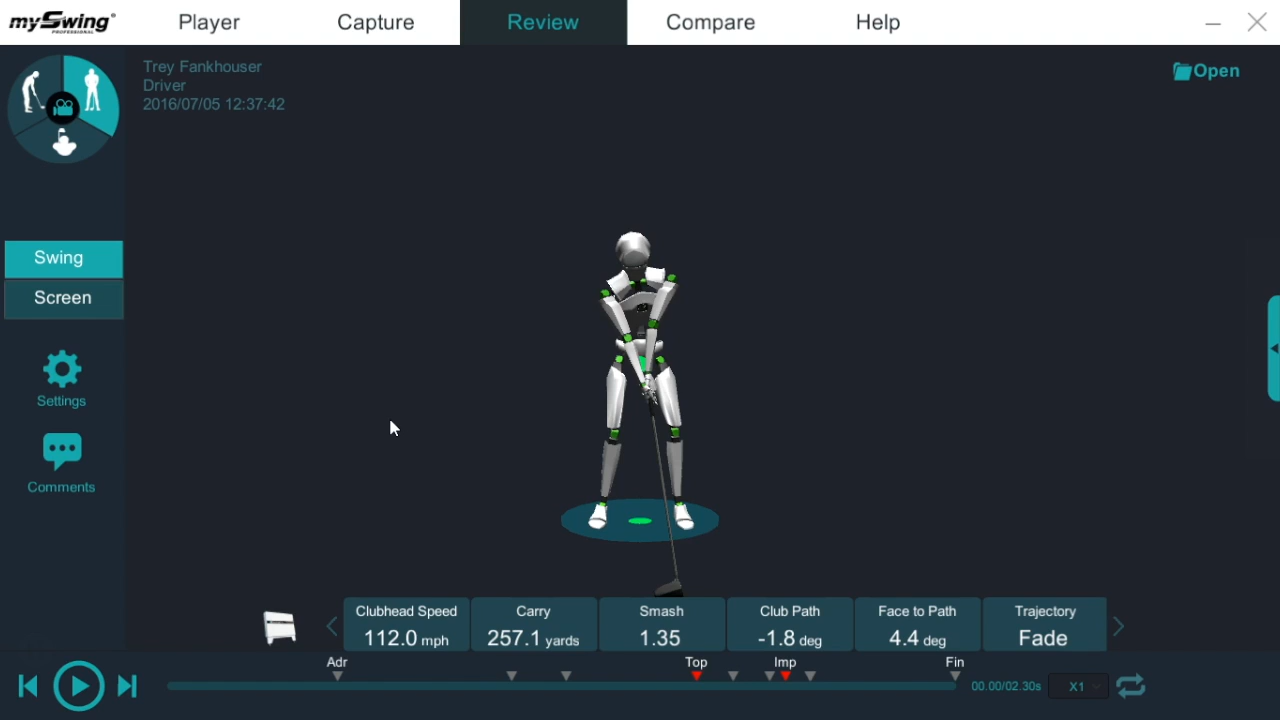 mySwing
PROFESSIONAL
Player
Capture
Review
Compare
Help
Trey Fankhouser
Driver
2016/07/05 12:37:42
Open
Swing
Screen
Settings
Comments
Clubhead Speed
112.0 mph
Carry
257.1 yards
Smash
1.35
Club Path
-1.8 deg
Face to Path
4.4 deg
Trajectory
Fade
Adr
Top
Imp
Fin
00.00/02.30s
X1